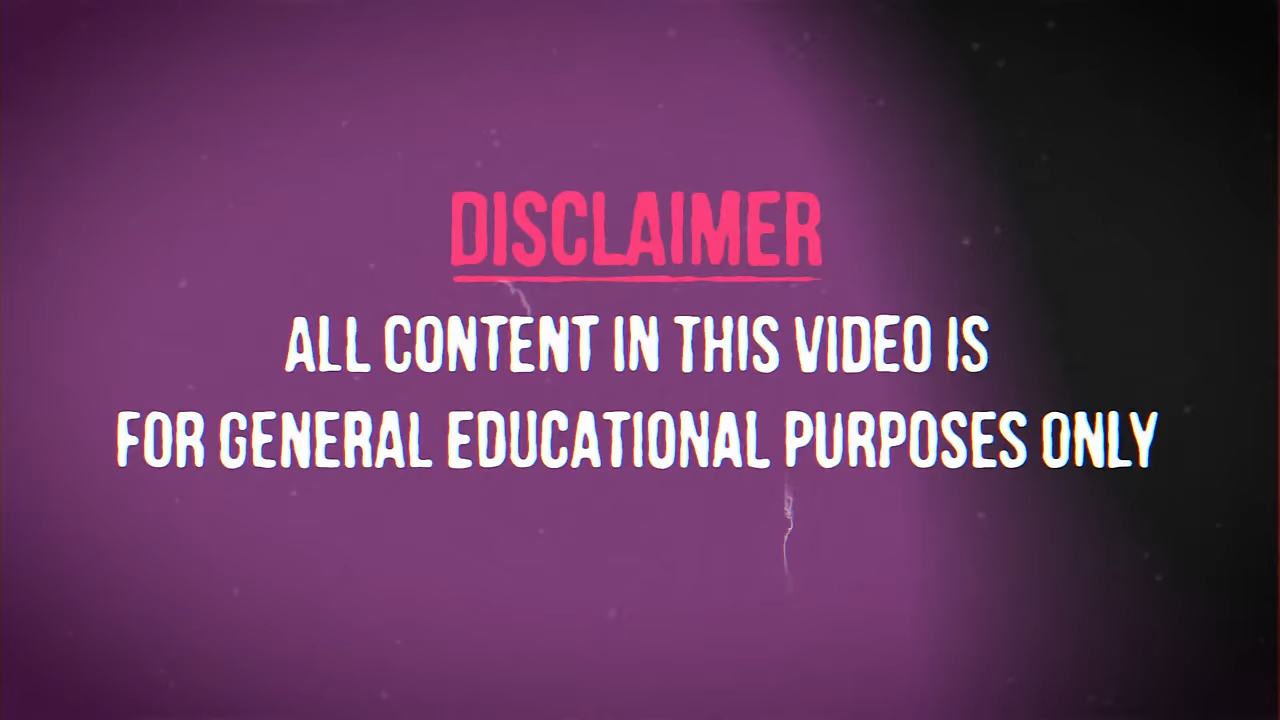 DISCLAIMER
ALL CONTENT IN THIS VIDEO IS
FOR GENERAL EDUCATIONAL PURPOSES ONLY